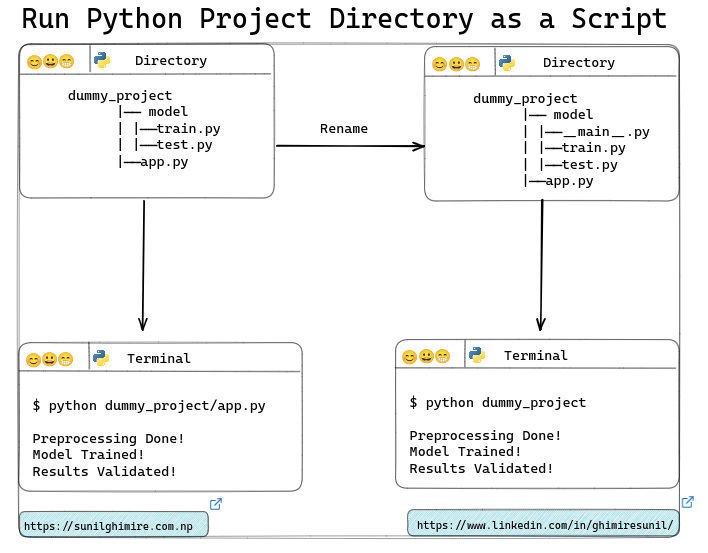 Run Python Project Directory as a Script
Directory
dummy_project
|── model
| |──train.py
| |──test.py
|──app.py
Rename
Directory
dummy_project
|── model
| |──__main__.py
| |──train.py
| |──test.py
|──app.py
Terminal
$ python dummy_project/app.py
Preprocessing Done!
Model Trained!
Results Validated!
Terminal
$ python dummy_project
Preprocessing Done!
Model Trained!
Results Validated!
https://sunilghimire.com.np
https://www.linkedin.com/in/ghimiresunil/